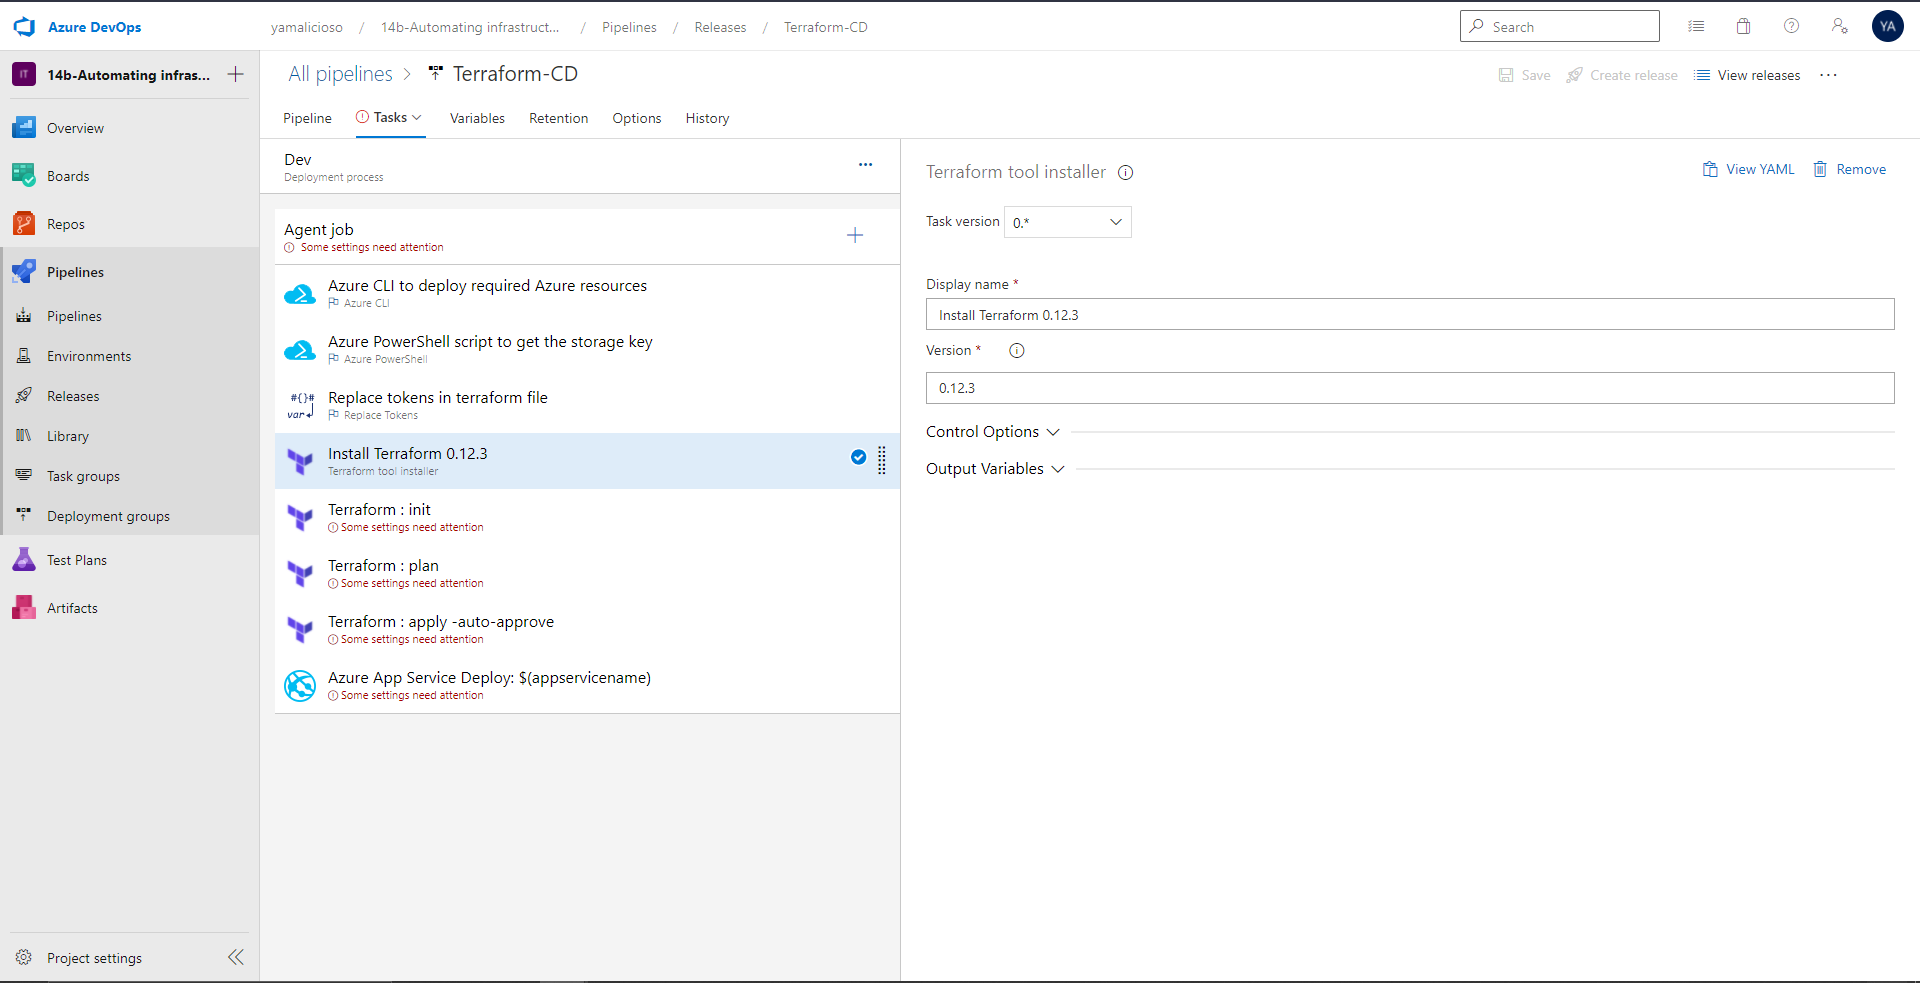 Azure DevOps
yamalicioso / 14b-Automating infrastruct... / Pipelines / Releases / Terraform-CD
Search
YA
IT
14b-Automating infras...
Overview
Boards
Repos
Pipelines
Pipelines
Environments
Releases
Library
Task groups
Deployment groups
Test Plans
Artifacts
Project settings
All pipelines > Terraform-CD
Save
Create release
View releases
Pipeline
Tasks
Variables
Retention
Options
History
Dev
Deployment process
Agent job
Some settings need attention
Azure CLI to deploy required Azure resources
Azure CLI
Azure PowerShell script to get the storage key
Azure PowerShell
#{}#
var
Replace tokens in terraform file
Replace Tokens
Install Terraform 0.12.3
Terraform tool installer
Terraform : init
Some settings need attention
Terraform : plan
Some settings need attention
Terraform : apply -auto-approve
Some settings need attention
Azure App Service Deploy: $(appservicename)
Some settings need attention
Terraform tool installer
View YAML
Remove
Task version 0.*
Display name *
Install Terraform 0.12.3
Version *
0.12.3
Control Options
Output Variables